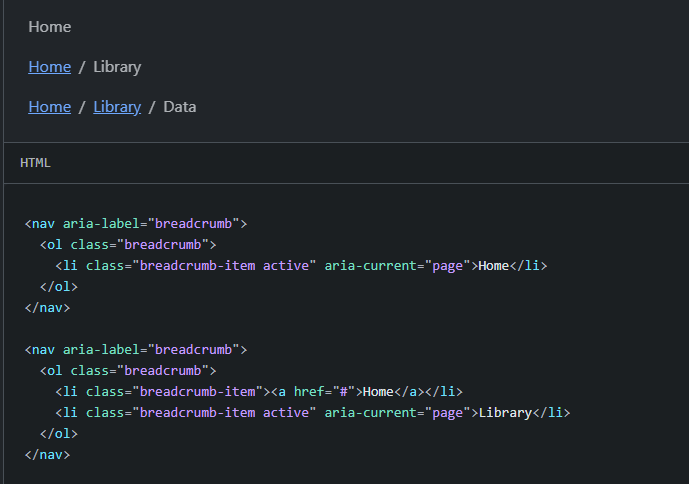 Home
Home / Library
Home / Library / Data
HTML
<nav aria-label="breadcrumb">
  <ol class="breadcrumb">
    <li class="breadcrumb-item active" aria-current="page">Home</li>
  </ol>
</nav>
<nav aria-label="breadcrumb">
  <ol class="breadcrumb">
    <li class="breadcrumb-item"><a href="#">Home</a></li>
    <li class="breadcrumb-item active" aria-current="page">Library</li>
  </ol>
</nav>